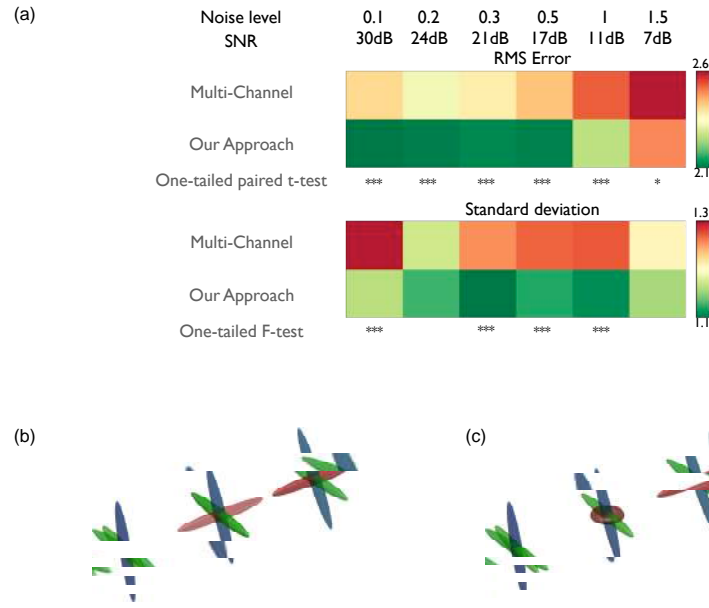 (a)
Noise level 0.1 0.2 0.3 0.5 1 1.5
SNR 30dB 24dB 21dB 17dB 11dB 7dB
RMS Error
2.6
Multi-Channel
Our Approach
2.1
One-tailed paired t-test *** *** *** *** *** *
Standard deviation
1.3
Multi-Channel
Our Approach
1.1
One-tailed F-test *** *** *** ***
(b) (c)